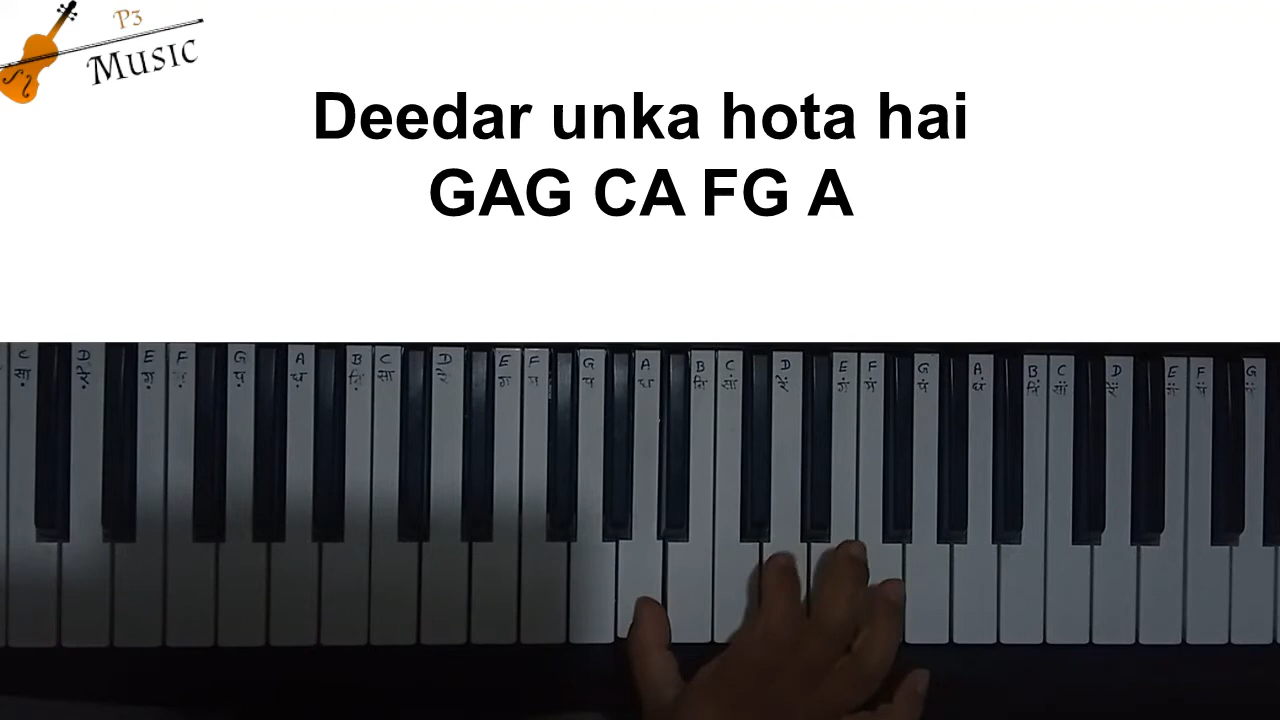 P3
MUSIC
Deedar unka hota hai
GAG CA FG A
C D E F G A B C D E F G A B C D E F G A B C D E F G
सा़ रे़ ग़ प़ ध़ नि़ सा रे ग म प ध नि सां रें गं मं पं धं निं सां रें गं मं पं